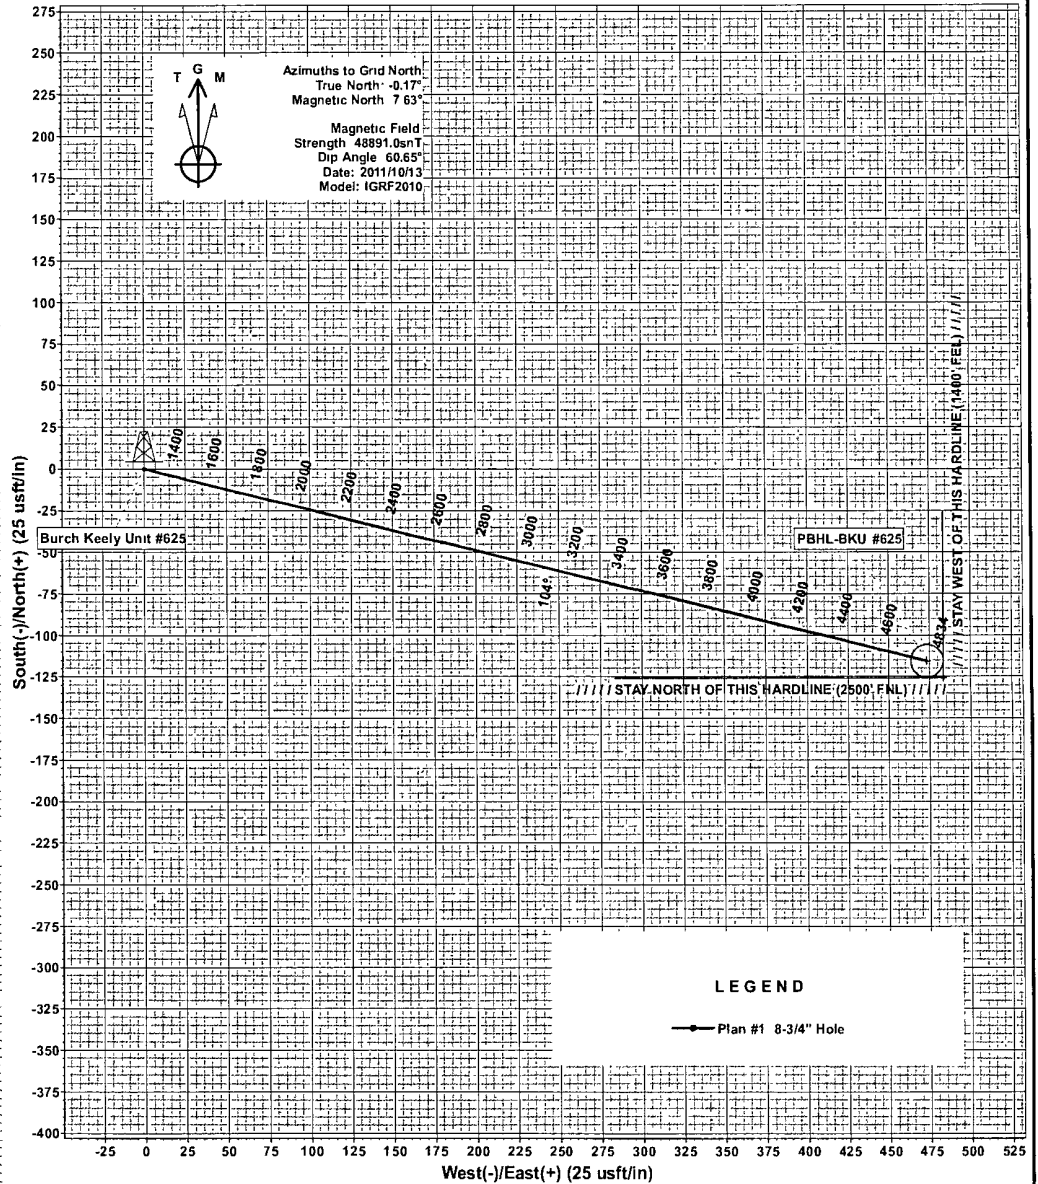 275
250
225
200
175
150
125
100
75
50
25
0
-25
-50
-75
-100
-125
-150
-175
-200
-225
-250
-275
-300
-325
-350
-375
-400
South(-)/North(+) (25 usft/in)
T G M
Azimuths to Grid North
True North -0.17°
Magnetic North 7 63°
Magnetic Field
Strength 48891.0snT
Dip Angle 60.65°
Date: 2011/10/13
Model: IGRF2010
1400
1600
1800
2000
2200
2400
2600
2800
3000
3200
3400
3600
3800
4000
4200
4400
4600
4834
104°
Burch Keely Unit #625
PBHL-BKU #625
///// STAY WEST OF THIS HARDLINE (1400' FEL) /////
///// STAY NORTH OF THIS HARDLINE (2500' FNL) /////
LEGEND
Plan #1 8-3/4" Hole
-25 0 25 50 75 100 125 150 175 200 225 250 275 300 325 350 375 400 425 450 475 500 525
West(-)/East(+) (25 usft/in)